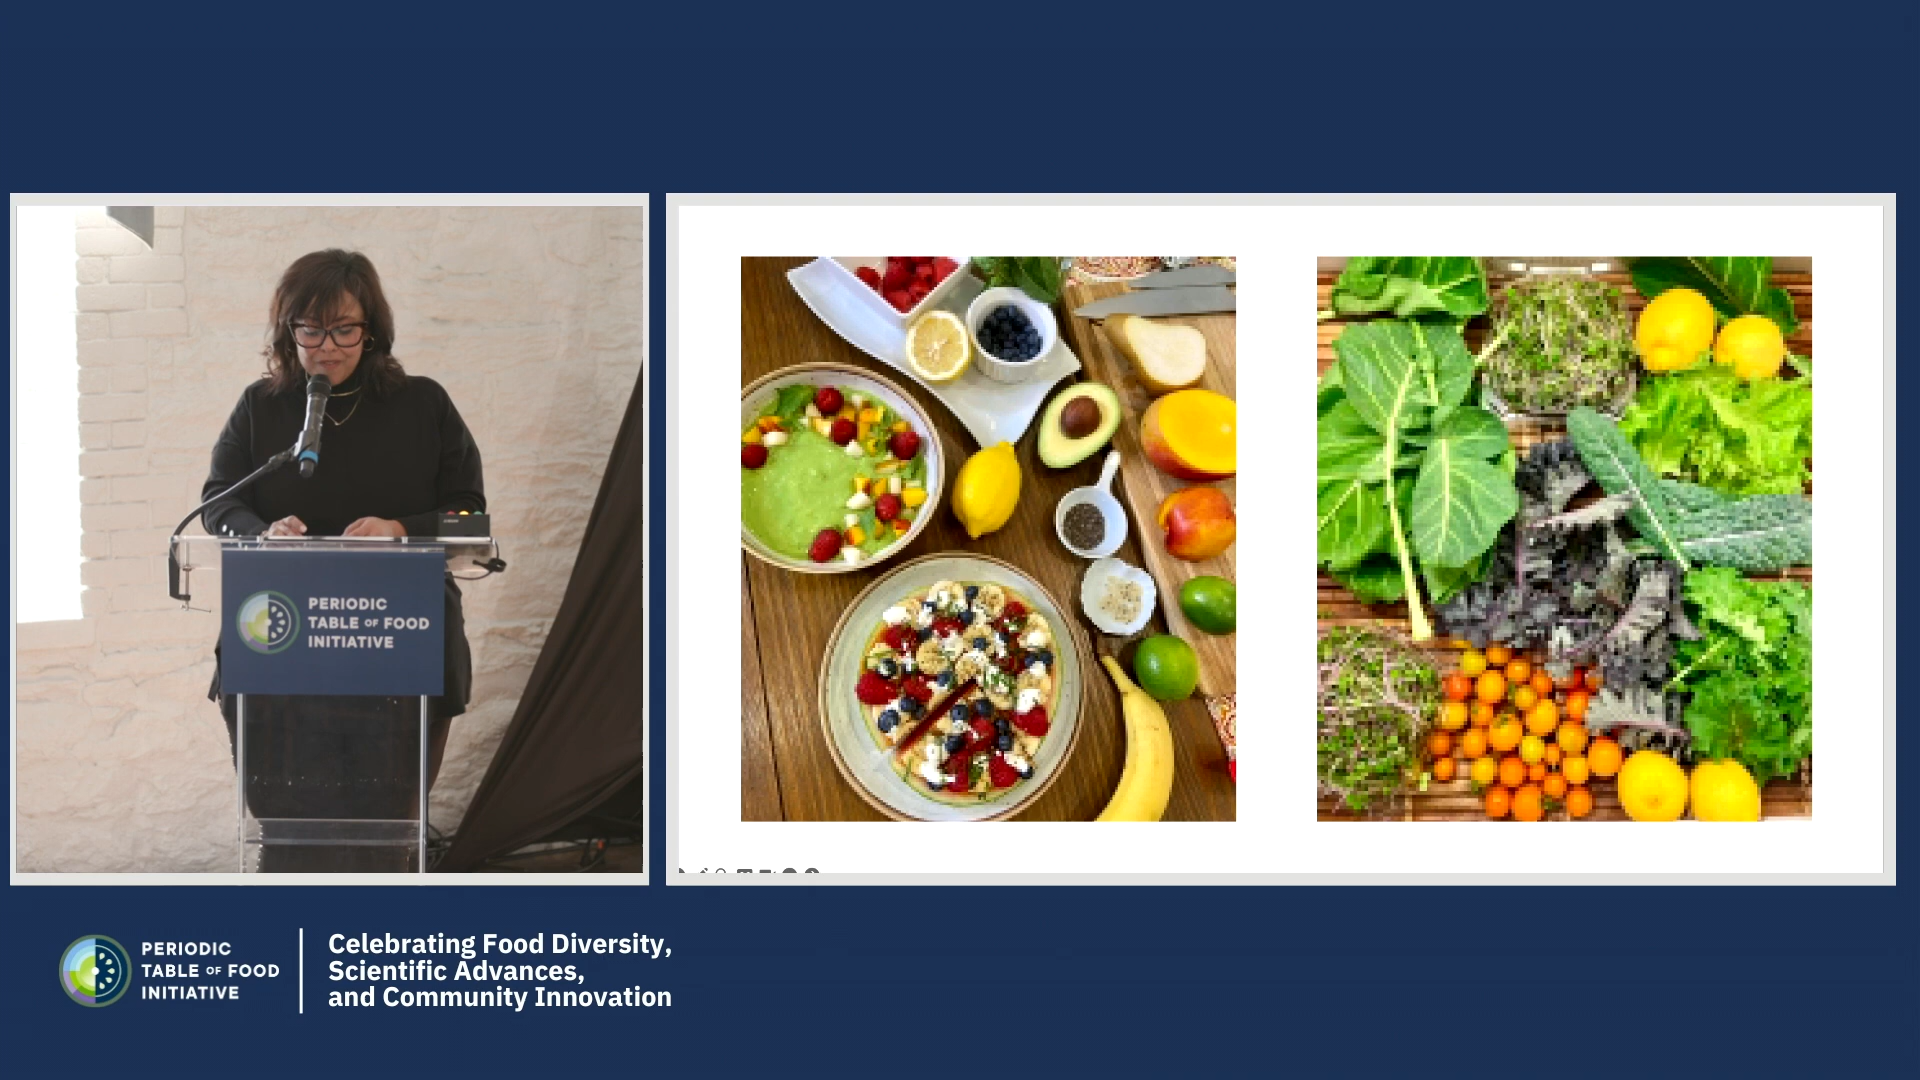 PERIODIC
TABLE OF FOOD
INITIATIVE
PERIODIC
TABLE OF FOOD
INITIATIVE
Celebrating Food Diversity,
Scientific Advances,
and Community Innovation